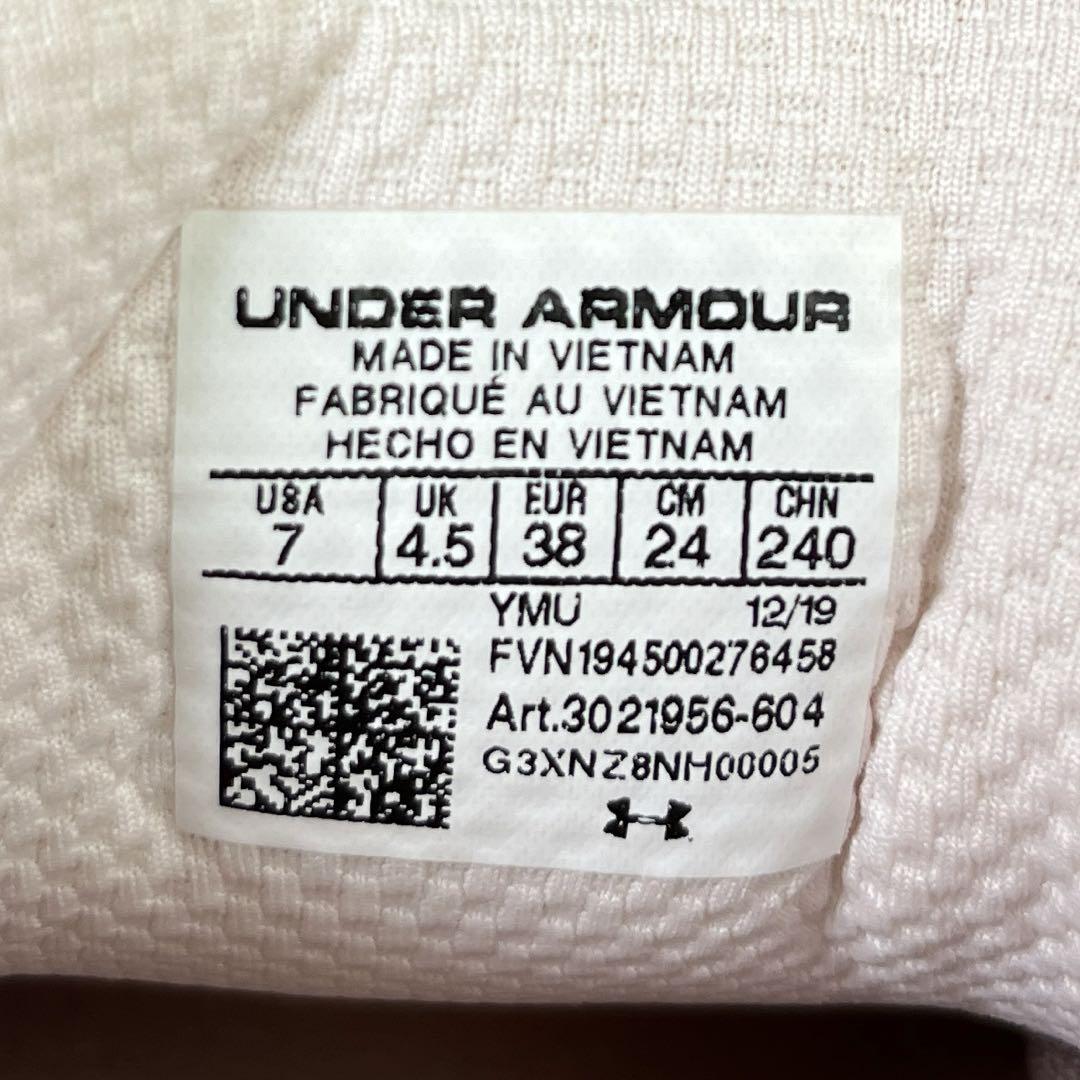 UNDER ARMOUR
MADE IN VIETNAM
FABRIQUÉ AU VIETNAM
HECHO EN VIETNAM
USA UK EUR CM CHN
7 4.5 38 24 240
YMU 12/19
FVN194500276458
Art.3021956-604
G3XNZ8NH00005